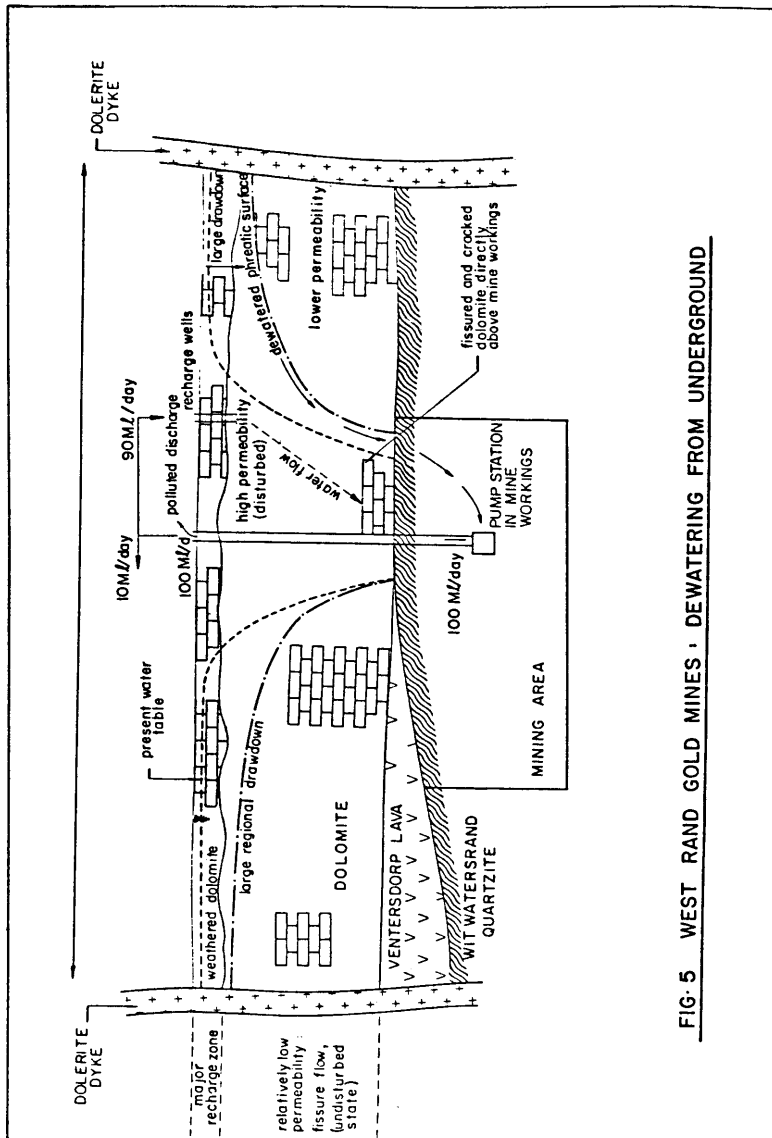 DOLERITE
DYKE
DOLERITE
DYKE
10Mℓ/day
90Mℓ/day
polluted discharge
100Mℓ/d
recharge wells
present water
table
major
recharge zone
weathered dolomite
large drawdown
dewatered phreatic surface
high permeability
(disturbed)
water flow
lower permeability
large regional drawdown
relatively low
permeability :
fissure flow,
(undisturbed
state)
DOLOMITE
fissured and cracked
dolomite directly
above mine workings
VENTERSDORP LAVA
WIT WATERSRAND
QUARTZITE
100Mℓ/day
PUMP STATION
IN MINE
WORKINGS
MINING AREA
FIG· 5 WEST RAND GOLD MINES : DEWATERING FROM UNDERGROUND